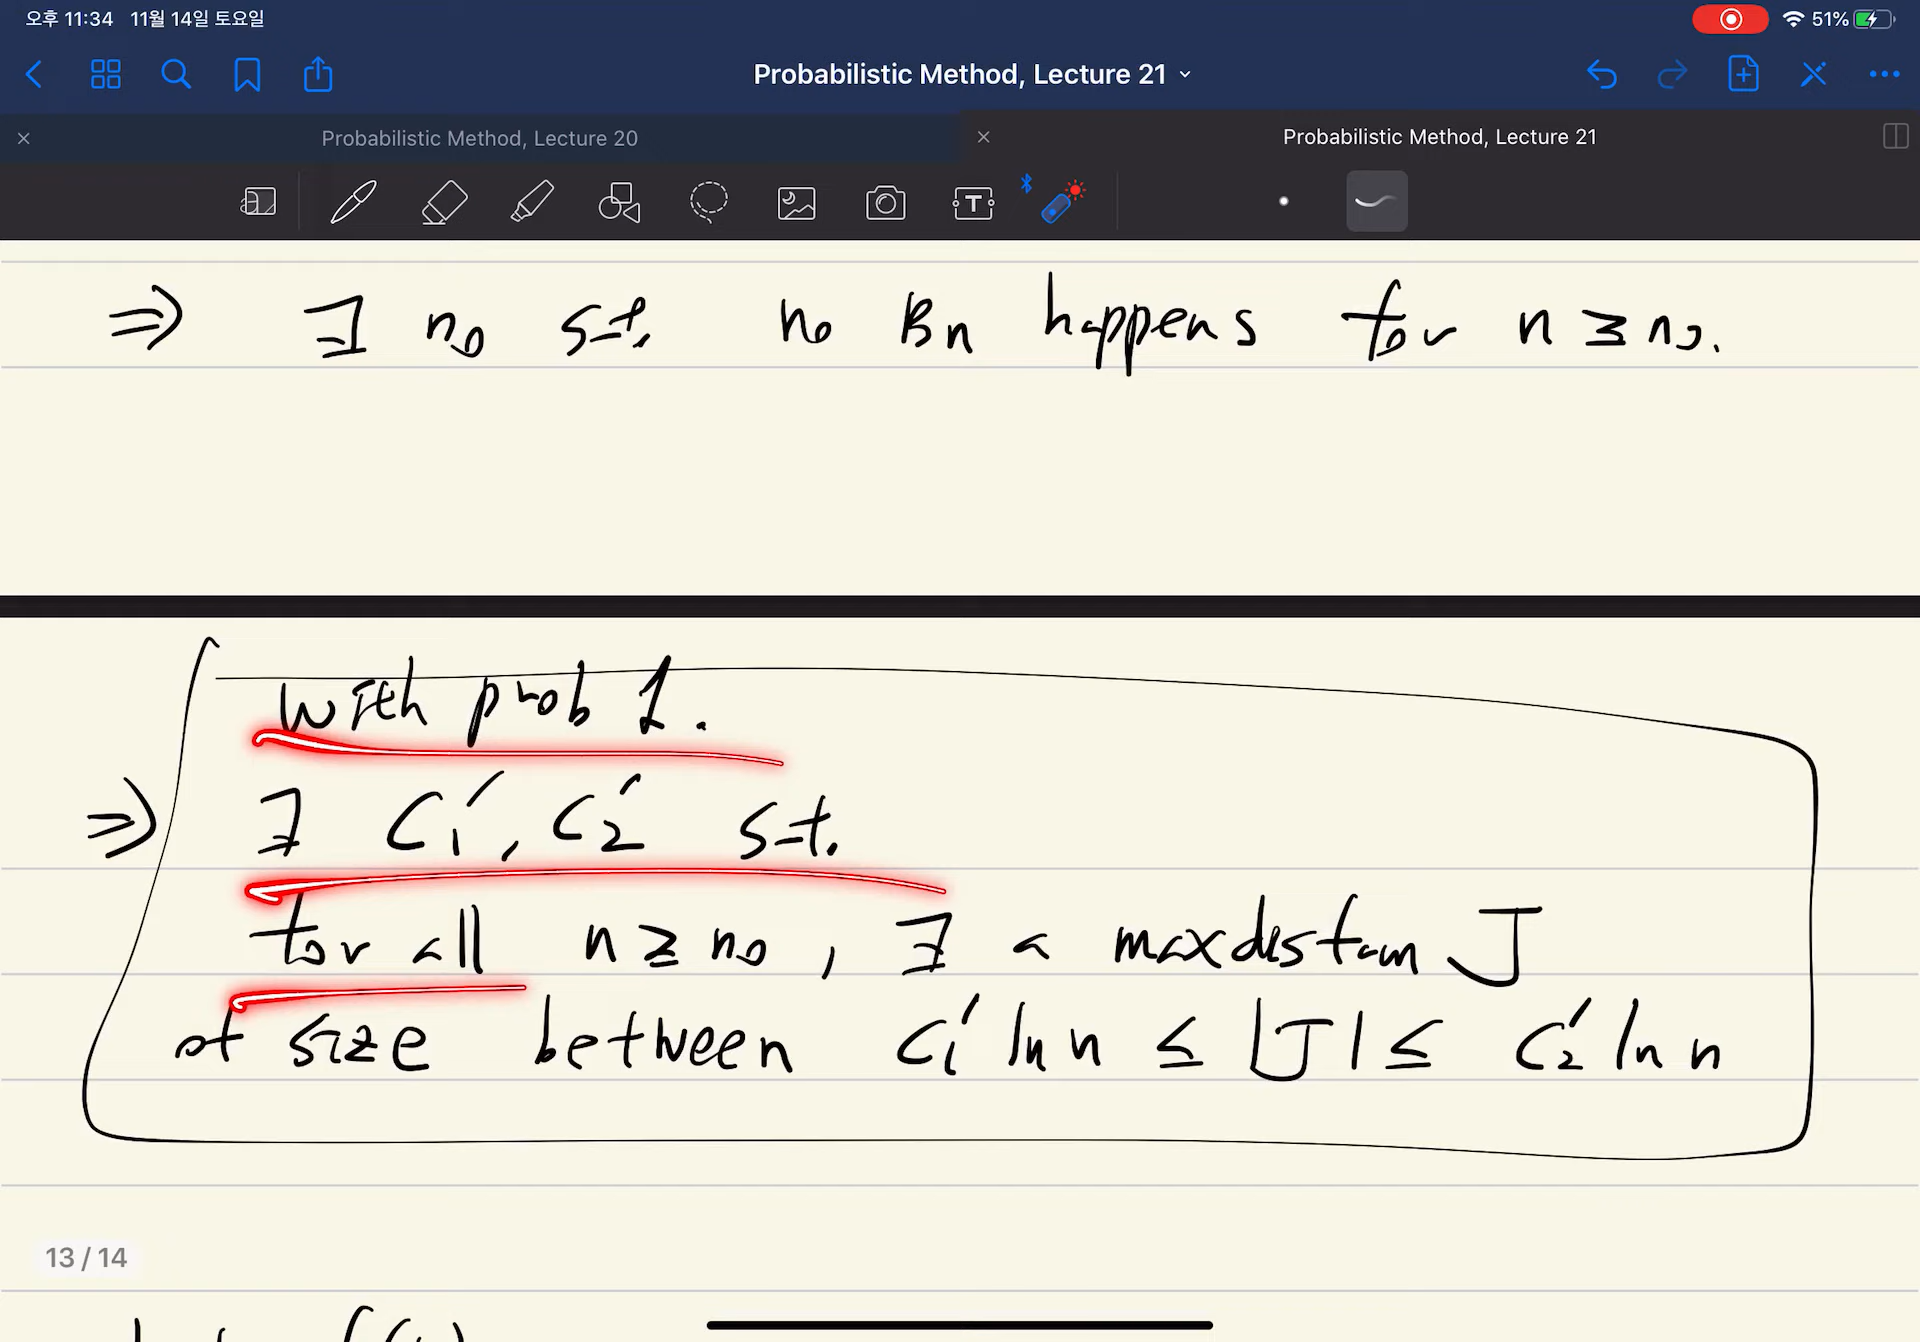 오후 11:34 11월 14일 토요일 51%
Probabilistic Method, Lecture 21
Probabilistic Method, Lecture 20 Probabilistic Method, Lecture 21
⇒ ∃ n₀ s.t. no Bn happens for n ≥ n₀.
with prob 1.
⇒ ∃ C₁′, C₂′ s.t.
for all n ≥ n₀, ∃ a maxdisfam J
of size between C₁′ ln n ≤ |J| ≤ C₂′ ln n
13 / 14